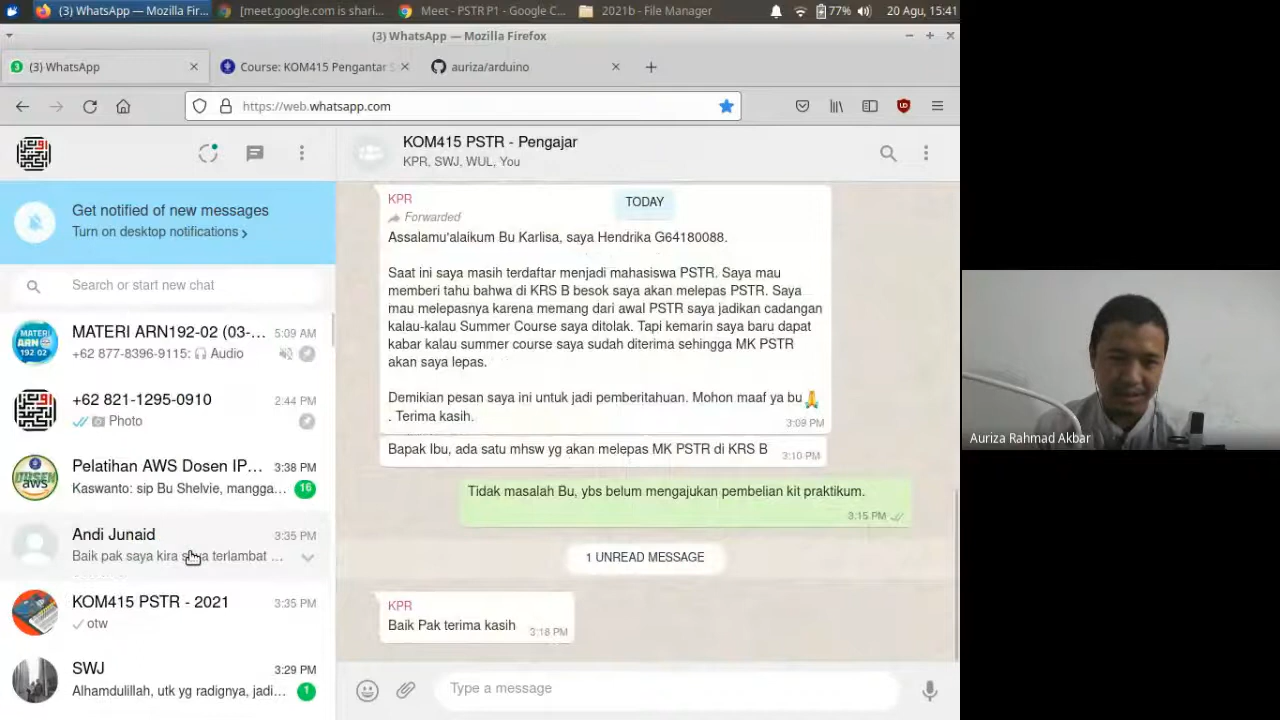 (3) WhatsApp — Mozilla Fir...
[meet.google.com is shari...
Meet - PSTR P1 - Google C...
2021b - File Manager
77%
20 Agu, 15:41
(3) WhatsApp — Mozilla Firefox
(3) WhatsApp
Course: KOM415 Pengantar
auriza/arduino
https://web.whatsapp.com
Get notified of new messages
Turn on desktop notifications >
Search or start new chat
MATERI ARN192-02 (03-...
5:09 AM
+62 877-8396-9115: Audio
+62 821-1295-0910
2:44 PM
Photo
Pelatihan AWS Dosen IP...
3:38 PM
Kaswanto: sip Bu Shelvie, mangga...
16
Andi Junaid
3:35 PM
Baik pak saya kira saya terlambat ...
KOM415 PSTR - 2021
3:35 PM
otw
SWJ
3:29 PM
Alhamdulillah, utk yg radignya, jadi...
1
KOM415 PSTR - Pengajar
KPR, SWJ, WUL, You
TODAY
KPR
Forwarded
Assalamu'alaikum Bu Karlisa, saya Hendrika G64180088.
Saat ini saya masih terdaftar menjadi mahasiswa PSTR. Saya mau
memberi tahu bahwa di KRS B besok saya akan melepas PSTR. Saya
mau melepasnya karena memang dari awal PSTR saya jadikan cadangan
kalau-kalau Summer Course saya ditolak. Tapi kemarin saya baru dapat
kabar kalau summer course saya sudah diterima sehingga MK PSTR
akan saya lepas.
Demikian pesan saya ini untuk jadi pemberitahuan. Mohon maaf ya bu🙏
. Terima kasih.
3:09 PM
Bapak Ibu, ada satu mhsw yg akan melepas MK PSTR di KRS B
3:10 PM
Tidak masalah Bu, ybs belum mengajukan pembelian kit praktikum.
3:15 PM
1 UNREAD MESSAGE
KPR
Baik Pak terima kasih
3:18 PM
Type a message
Auriza Rahmad Akbar